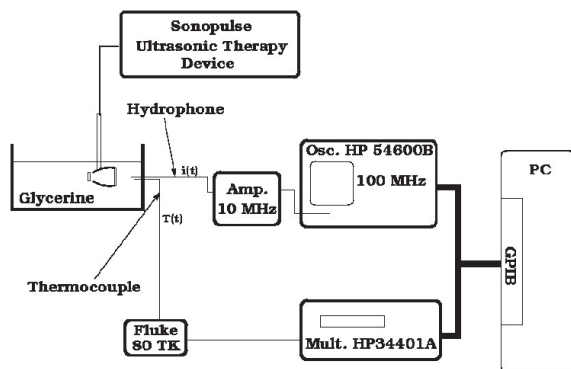 Sonopulse
Ultrasonic Therapy
Device
Hydrophone
i(t)
Glycerine
T(t)
Thermocouple
Amp.
10 MHz
Osc. HP 54600B
100 MHz
PC
GPIB
Fluke
80 TK
Mult. HP34401A